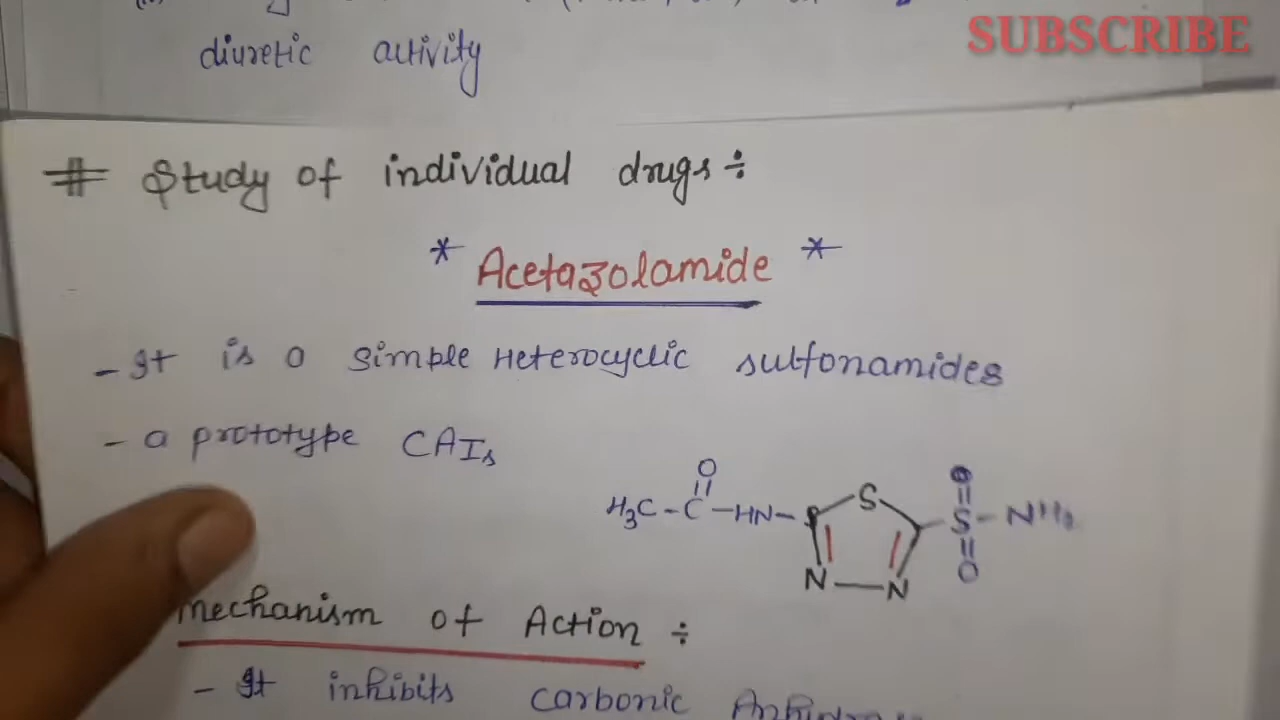 SUBSCRIBE
diuretic activity
# Study of individual drugs ÷
* Acetazolamide *
- It is a simple Heterocyclic sulfonamides
- a prototype CAIs
O
H3C - C - HN - S S - NH2
O
N N
O
Mechanism of Action ÷
- It inhibits carbonic